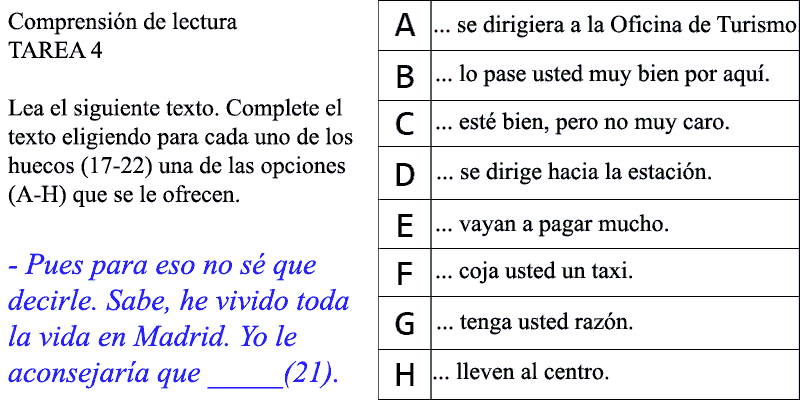 Comprensión de lectura
TAREA 4
Lea el siguiente texto. Complete el
texto eligiendo para cada uno de los
huecos (17-22) una de las opciones
(A-H) que se le ofrecen.
- Pues para eso no sé que
decirle. Sabe, he vivido toda
la vida en Madrid. Yo le
aconsejaría que _____(21).
A ... se dirigiera a la Oficina de Turismo
B ... lo pase usted muy bien por aquí.
C ... esté bien, pero no muy caro.
D ... se dirige hacia la estación.
E ... vayan a pagar mucho.
F ... coja usted un taxi.
G ... tenga usted razón.
H ... lleven al centro.